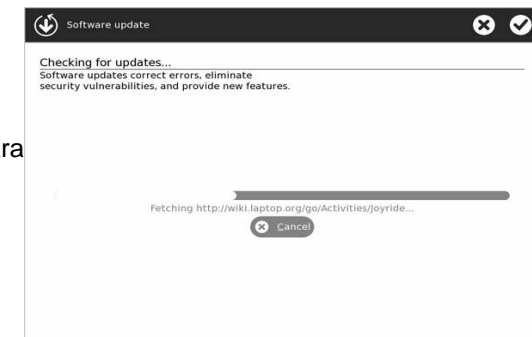 Software update
Checking for updates...
Software updates correct errors, eliminate
security vulnerabilities, and provide new features.
ra
Fetching http://wiki.laptop.org/go/Activities/Joyride...
Cancel